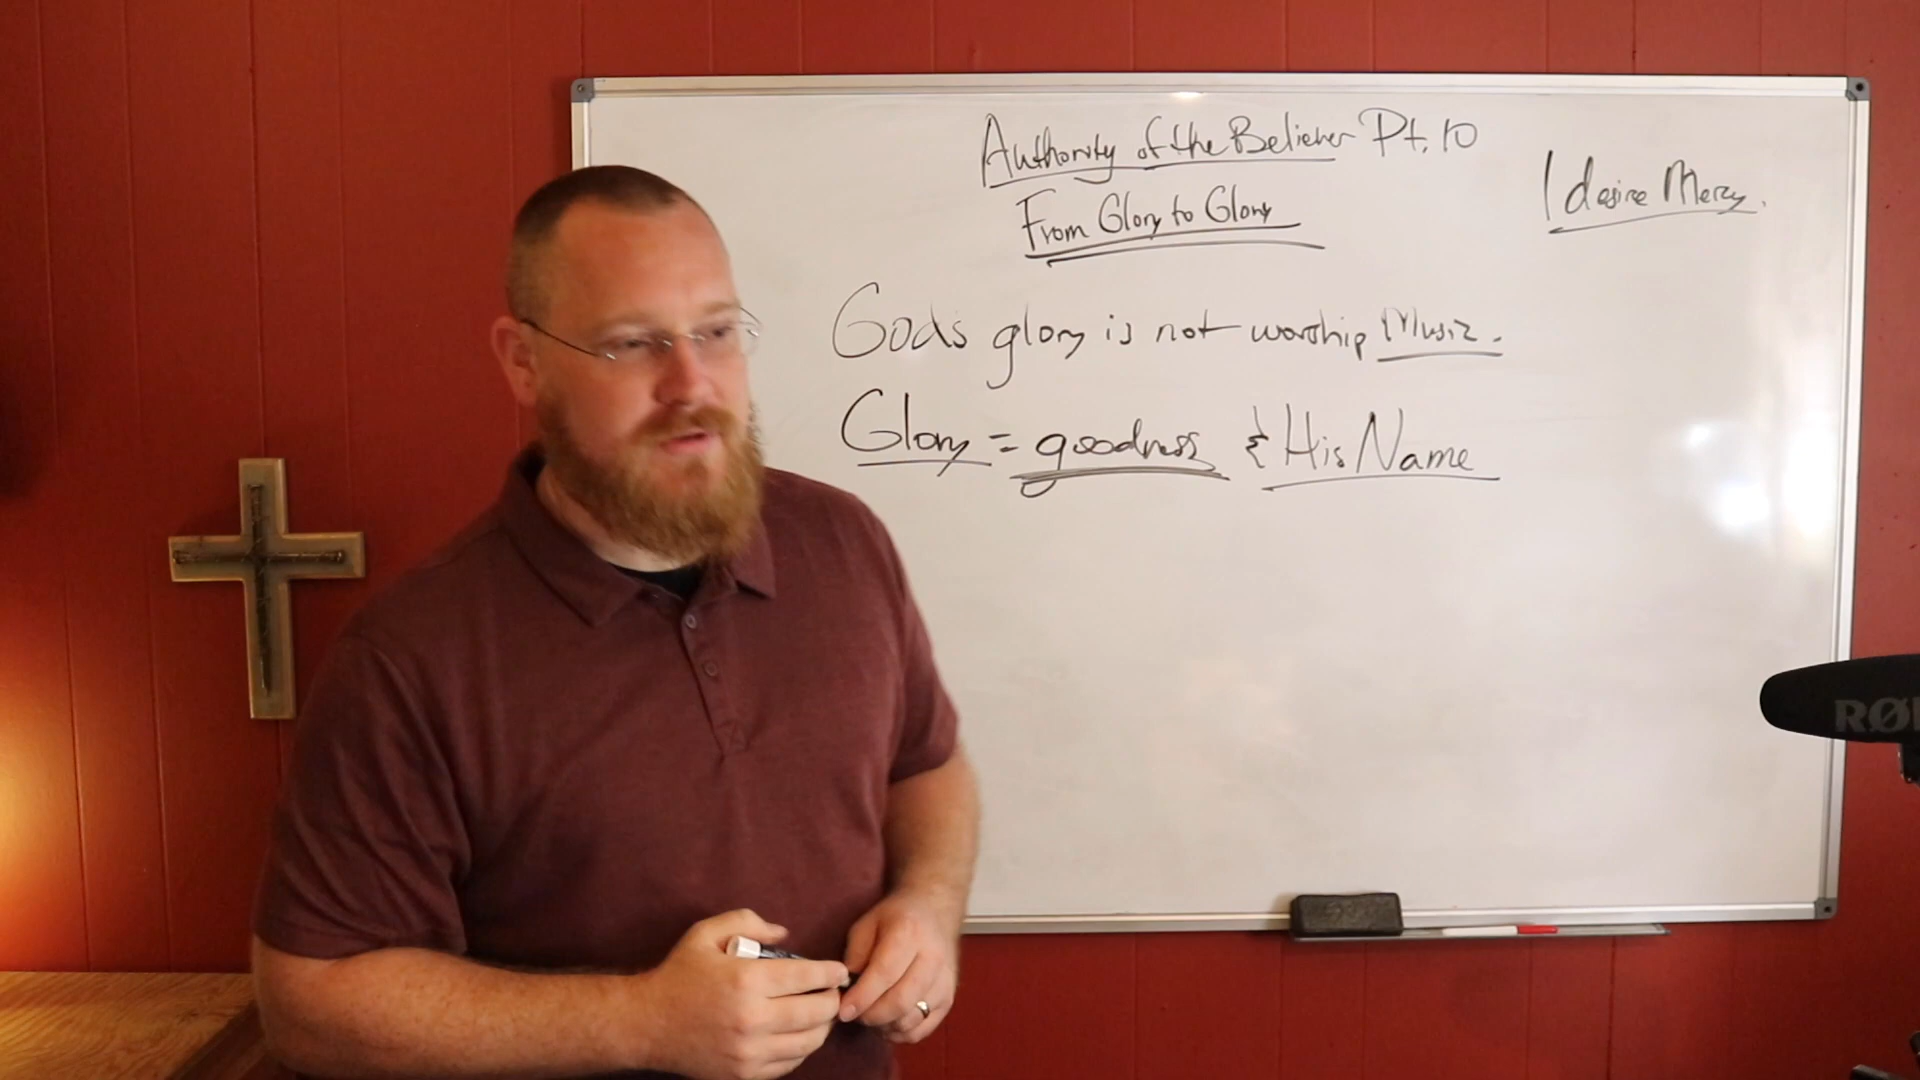 Authority of the Believer Pt. 10
From Glory to Glory
I desire Mercy.
Gods glory is not worship Music.
Glory = goodness & His Name
RØ